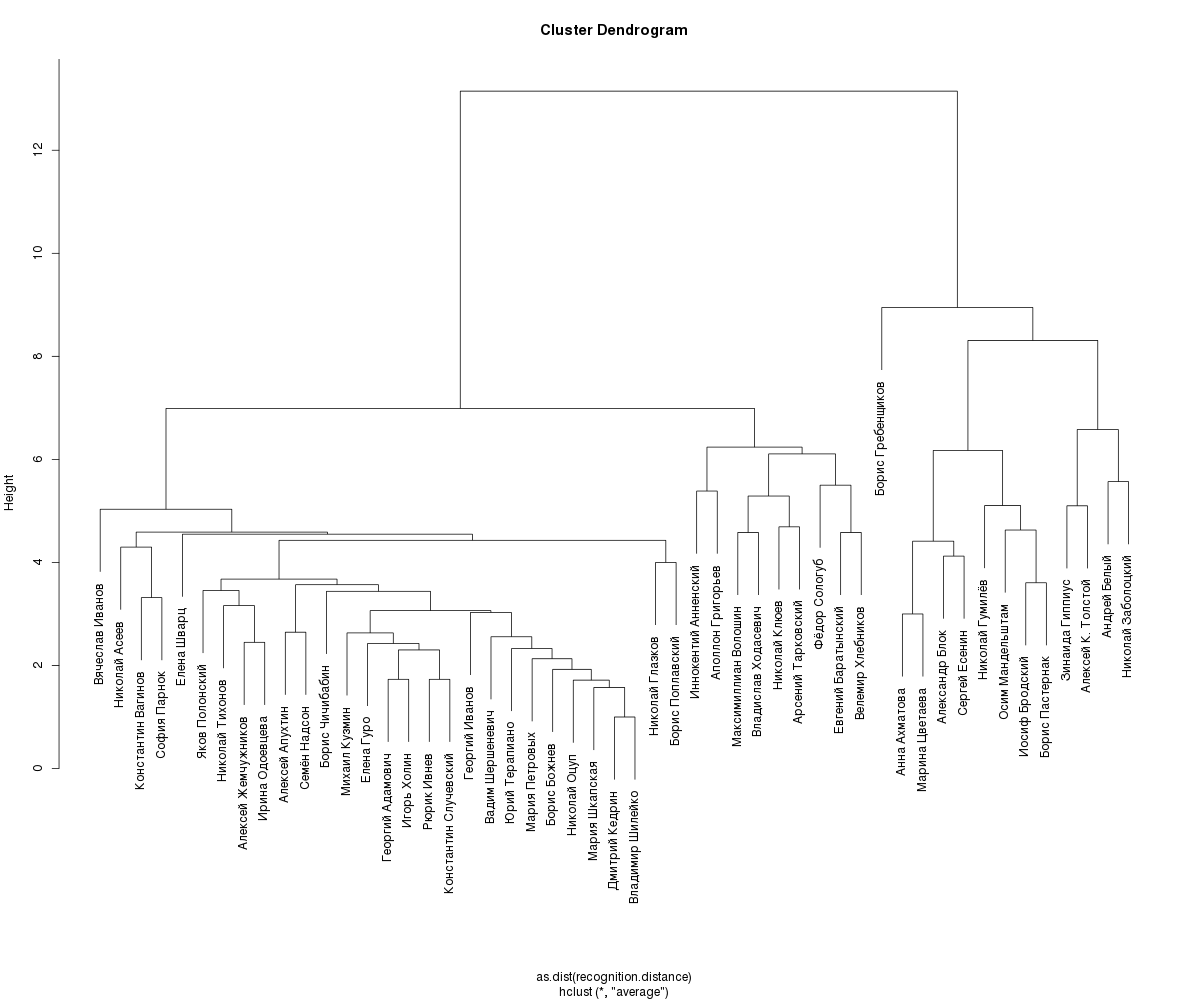 Cluster Dendrogram
Height
0
2
4
6
8
10
12
Вячеслав Иванов
Николай Асеев
Константин Вагинов
София Парнок
Елена Шварц
Яков Полонский
Николай Тихонов
Алексей Жемчужников
Ирина Одоевцева
Алексей Апухтин
Семён Надсон
Борис Чичибабин
Михаил Кузмин
Елена Гуро
Георгий Адамович
Игорь Холин
Рюрик Ивнев
Константин Случевский
Георгий Иванов
Вадим Шершеневич
Юрий Терапиано
Мария Петровых
Борис Божнев
Николай Оцуп
Мария Шкапская
Дмитрий Кедрин
Владимир Шилейко
Николай Глазков
Борис Поплавский
Иннокентий Анненский
Аполлон Григорьев
Максимиллиан Волошин
Владислав Ходасевич
Николай Клюев
Арсений Тарковский
Фёдор Сологуб
Евгений Баратынский
Велемир Хлебников
Борис Гребенщиков
Анна Ахматова
Марина Цветаева
Александр Блок
Сергей Есенин
Николай Гумилёв
Осим Мандельштам
Иосиф Бродский
Борис Пастернак
Зинаида Гиппиус
Алексей К. Толстой
Андрей Белый
Николай Заболоцкий
as.dist(recognition.distance)
hclust (*, "average")